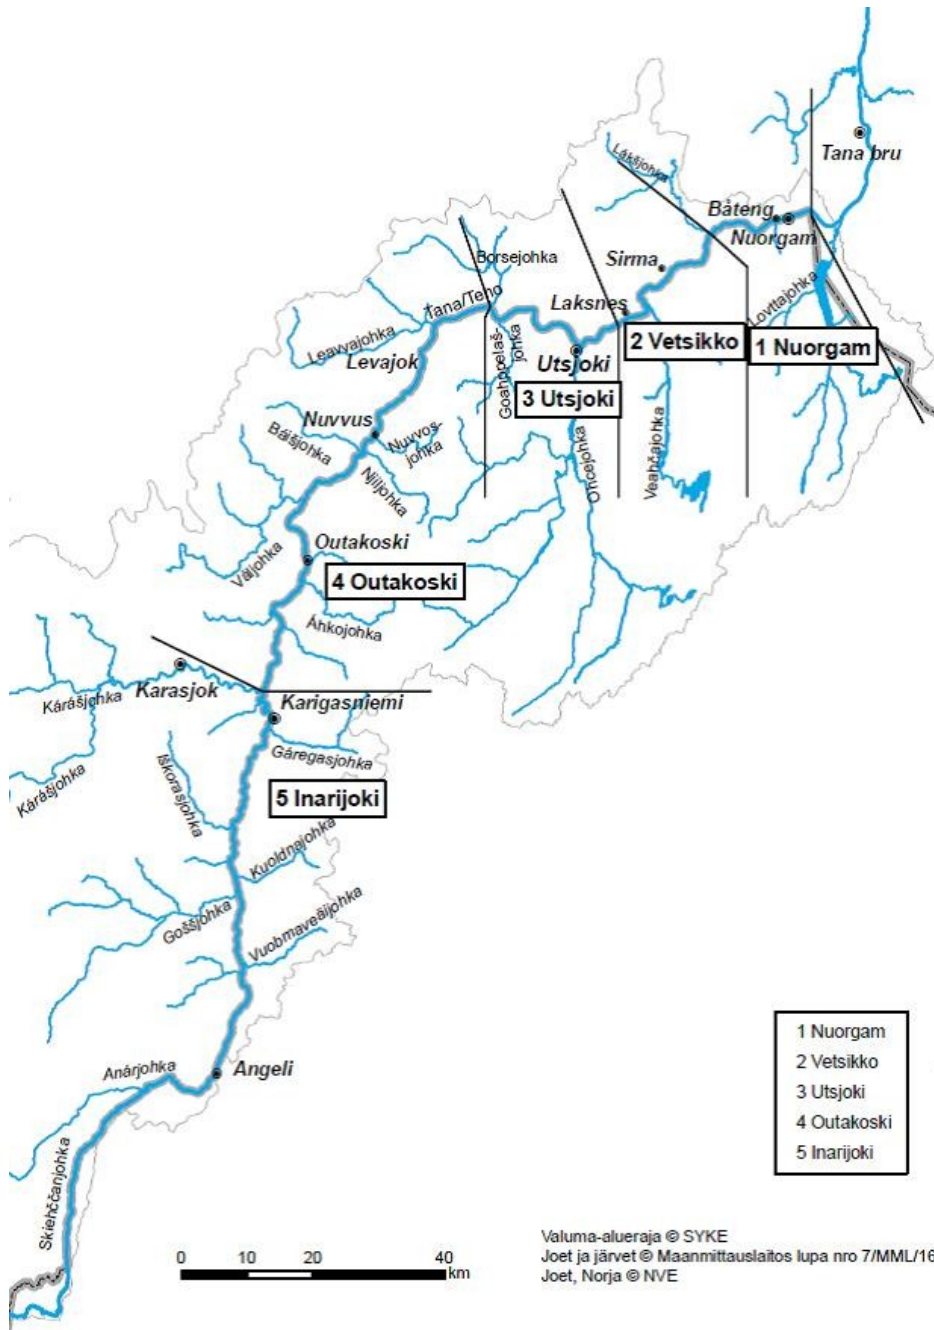 Tana bru
Lákšjohka
Båteng
Nuorgam
Borsejohka
Sirma
Lovttajohka
Tana/Teno
Laksnes
Leavvajohka
Levajok
Goahppelaš-
johka
Utsjoki
2 Vetsikko
1 Nuorgam
3 Utsjoki
Nuvvus
Báišjohka
Nuvvos-
johka
Njiljohka
Ohcejohka
Veahčajohka
Outakoski
Váljohka
4 Outakoski
Áhkojohka
Karasjok
Kárášjohka
Karigasniemi
Gáregasjohka
Iškorasjohka
Kárášjohka
5 Inarijoki
Kuoldnajohka
Goššjohka
Vuobmaveäijohka
Anárjohka
Angeli
Skiehččanjohka
1 Nuorgam
2 Vetsikko
3 Utsjoki
4 Outakoski
5 Inarijoki
0 10 20 40
km
Valuma-alueraja © SYKE
Joet ja järvet © Maanmittauslaitos lupa nro 7/MML/16
Joet, Norja © NVE